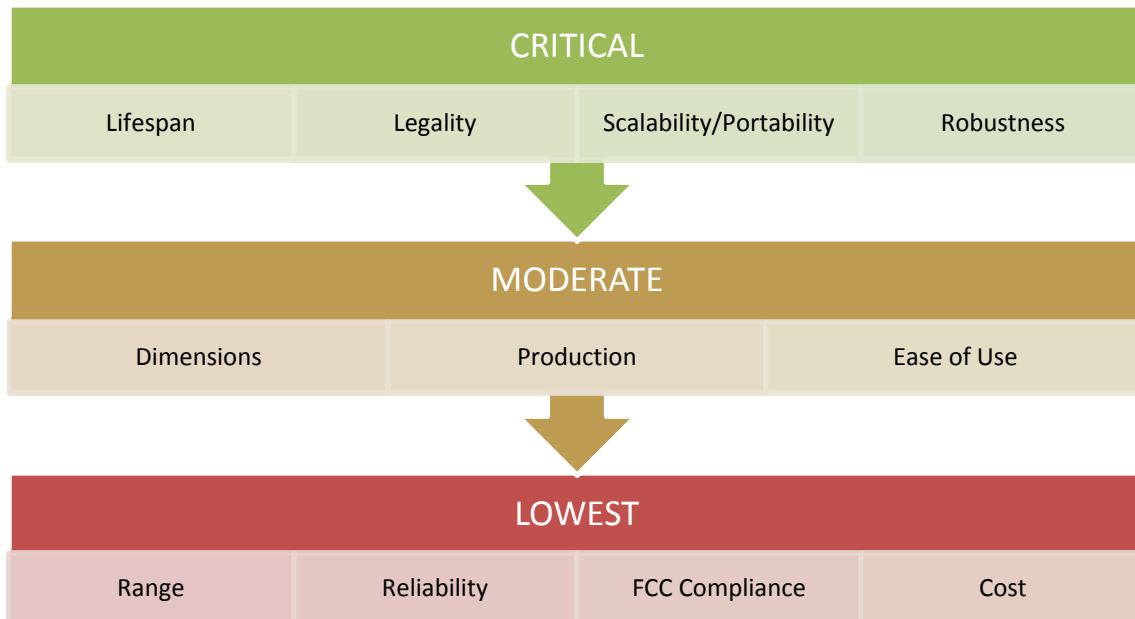 CRITICAL
Lifespan Legality Scalability/Portability Robustness
MODERATE
Dimensions Production Ease of Use
LOWEST
Range Reliability FCC Compliance Cost